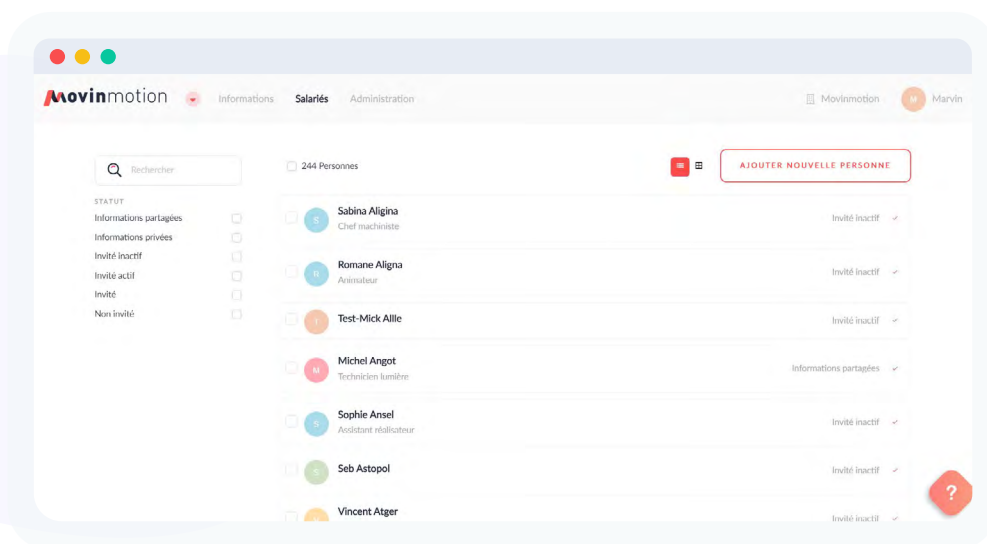 Movinmotion Informations Salariés Administration Movinmotion M Marvin
Rechercher
244 Personnes
AJOUTER NOUVELLE PERSONNE
STATUT
Informations partagées
Informations privées
Invité inactif
Invité actif
Invité
Non invité
S Sabina Aligina Invité inactif
Chef machiniste
R Romane Aligna Invité inactif
Animateur
T Test-Mick Allle Invité inactif
M Michel Angot Informations partagées
Technicien lumière
S Sophie Ansel Invité inactif
Assistant réalisateur
S Seb Astopol Invité inactif
Vincent Atger Invité inactif
?